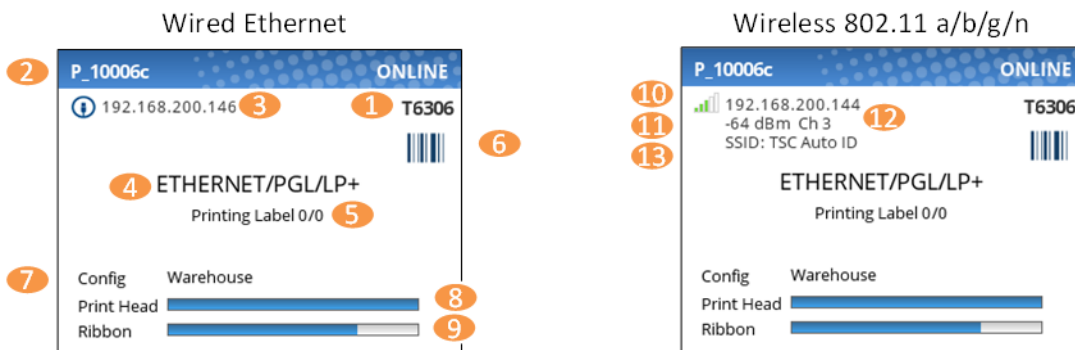 Wired Ethernet
2 P_10006c ONLINE
192.168.200.146 3 1 T6306
6
4 ETHERNET/PGL/LP+
Printing Label 0/0 5
7 Config Warehouse
Print Head 8
Ribbon 9
Wireless 802.11 a/b/g/n
P_10006c ONLINE
10 192.168.200.144 T6306
11 -64 dBm Ch 3 12
13 SSID: TSC Auto ID
ETHERNET/PGL/LP+
Printing Label 0/0
Config Warehouse
Print Head
Ribbon